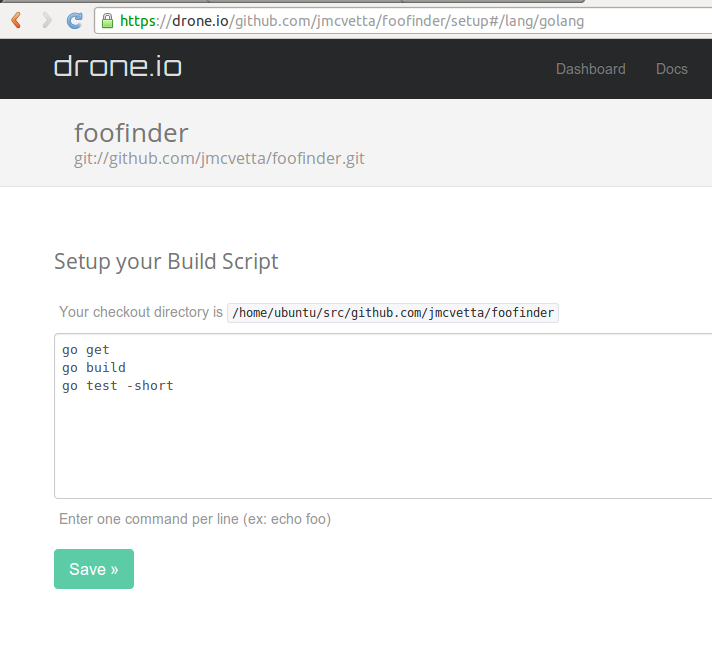 https://drone.io/github.com/jmcvetta/foofinder/setup#/lang/golang
drone.io
Dashboard Docs
foofinder
git://github.com/jmcvetta/foofinder.git
Setup your Build Script
Your checkout directory is /home/ubuntu/src/github.com/jmcvetta/foofinder
go get
go build
go test -short
Enter one command per line (ex: echo foo)
Save »